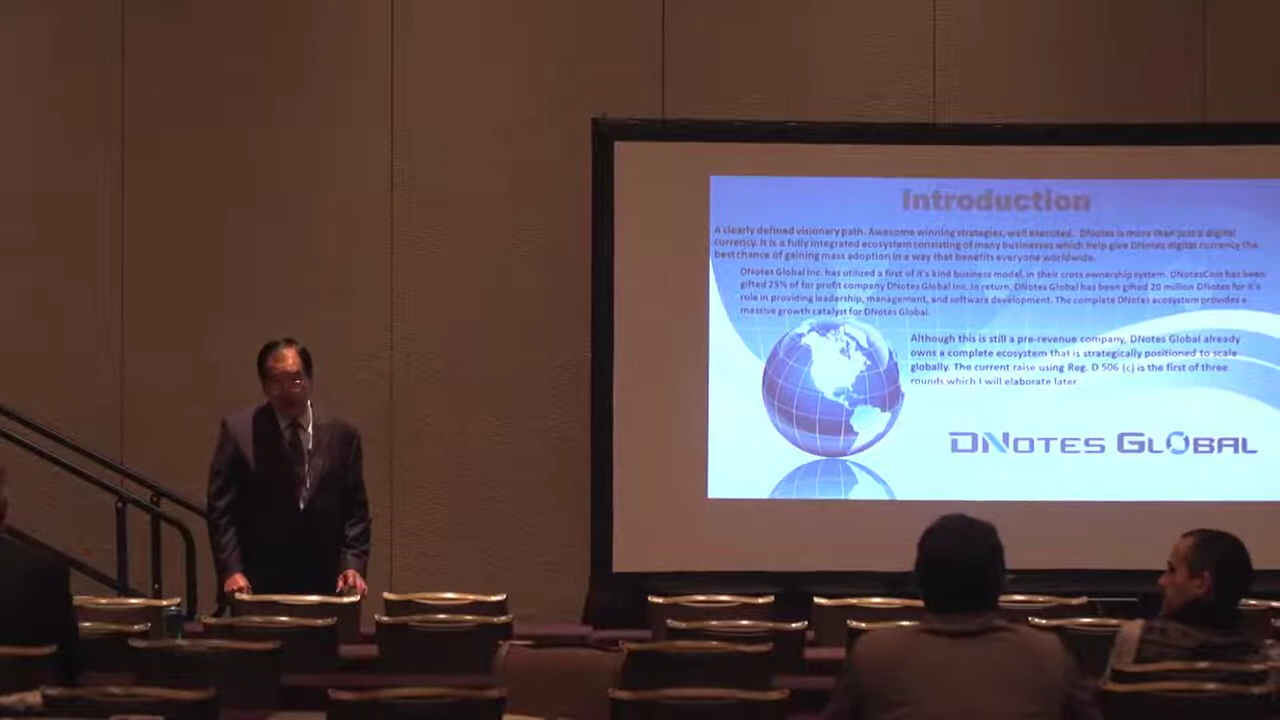 Introduction
A clearly defined visionary path. Awesome winning strategies, well executed. DNotes is more than just a digital
currency. It is a fully integrated ecosystem consisting of many businesses which help give DNotes digital currency the
best chance of gaining mass adoption in a way that benefits everyone worldwide.
DNotes Global Inc. has utilized a first of it's kind business model, in their cross ownership system. DNotesCoin has been
gifted 25% of for profit company DNotes Global Inc. In return, DNotes Global has been gifted 20 million DNotes for it's
role in providing leadership, management, and software development. The complete DNotes ecosystem provides a
massive growth catalyst for DNotes Global.
Although this is still a pre-revenue company, DNotes Global already
owns a complete ecosystem that is strategically positioned to scale
globally. The current raise using Reg. D 506 (c) is the first of three
rounds which I will elaborate later.
DNOTES GLOBAL